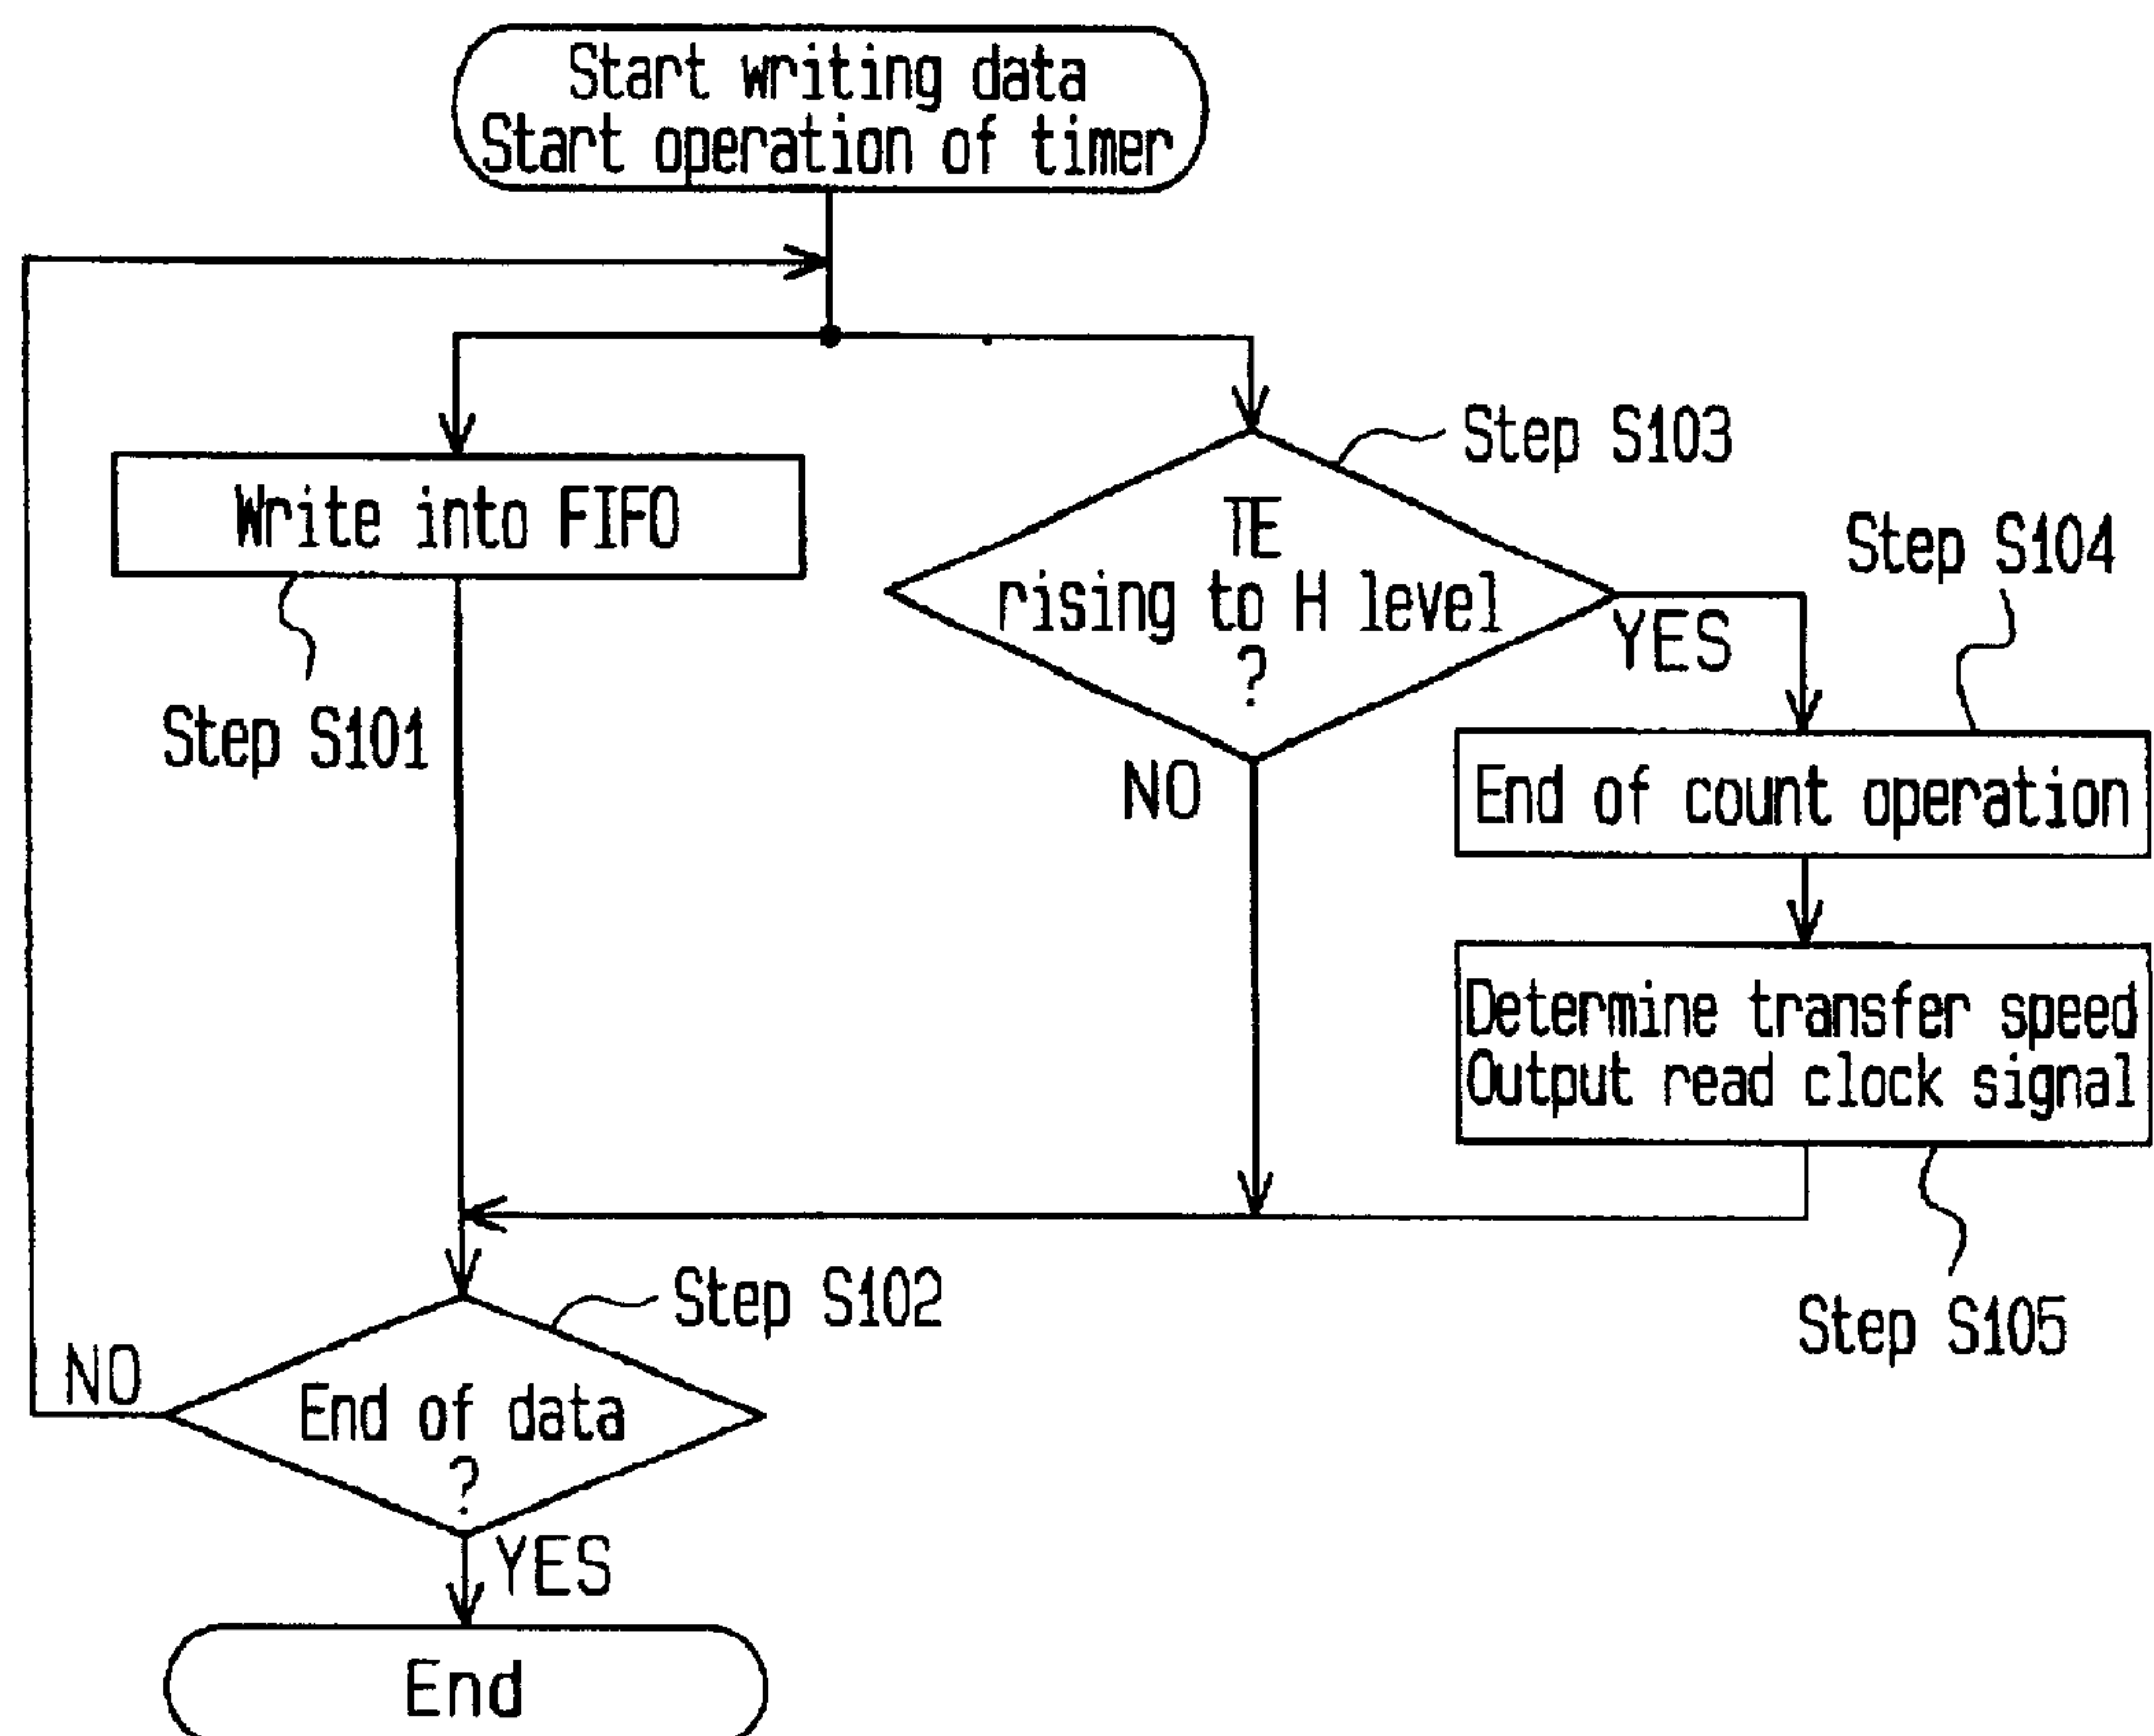 Start writing data
Start operation of timer
Step S103
Write into FIFO
TE
rising to H level
?
Step S104
YES
Step S101
NO
End of count operation
Determine transfer speed
Output read clock signal
Step S102
Step S105
NO
End of data
?
YES
End